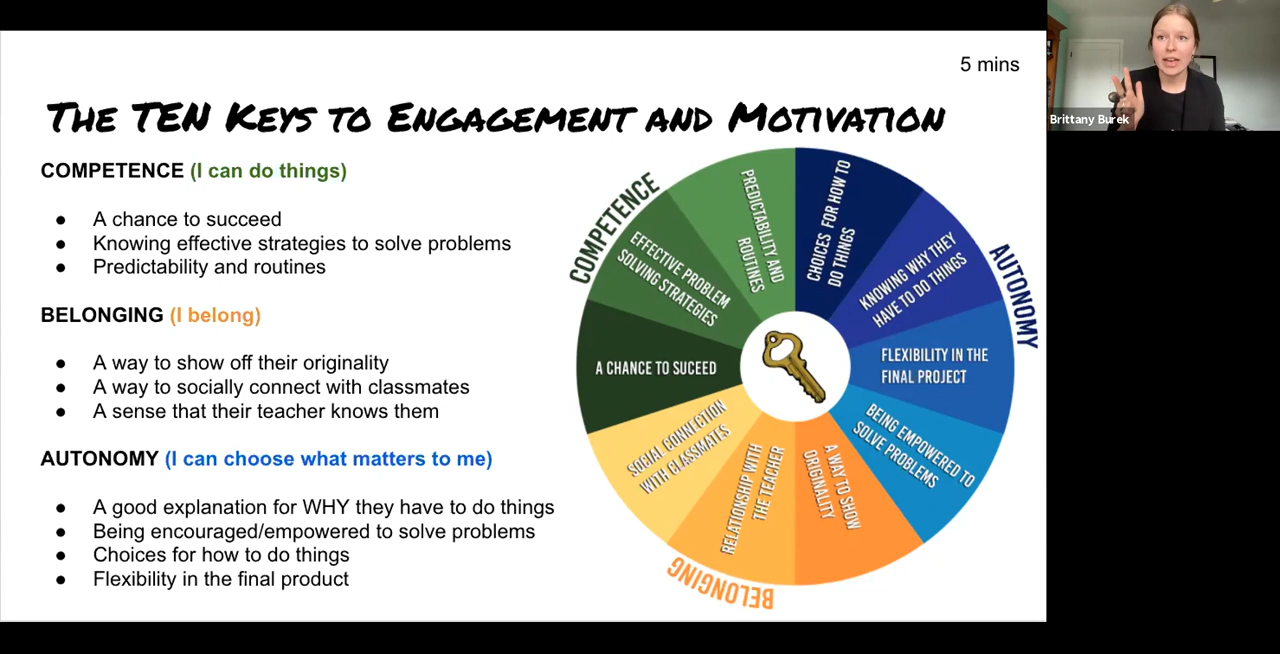 5 mins
THE TEN KEYS TO ENGAGEMENT AND MOTIVATION
Brittany Burek
COMPETENCE (I can do things)
● A chance to succeed
● Knowing effective strategies to solve problems
● Predictability and routines
BELONGING (I belong)
● A way to show off their originality
● A way to socially connect with classmates
● A sense that their teacher knows them
AUTONOMY (I can choose what matters to me)
● A good explanation for WHY they have to do things
● Being encouraged/empowered to solve problems
● Choices for how to do things
● Flexibility in the final product
COMPETENCE
PREDICTABILITY AND
ROUTINES
EFFECTIVE PROBLEM
SOLVING STRATEGIES
A CHANCE TO SUCEED
AUTONOMY
CHOICES FOR HOW TO
DO THINGS
KNOWING WHY THEY
HAVE TO DO THINGS
FLEXIBILITY IN THE
FINAL PROJECT
BEING EMPOWERED TO
SOLVE PROBLEMS
BELONGING
A WAY TO SHOW
ORIGINALITY
RELATIONSHIP WITH
THE TEACHER
SOCIAL CONNECTION
WITH CLASSMATES